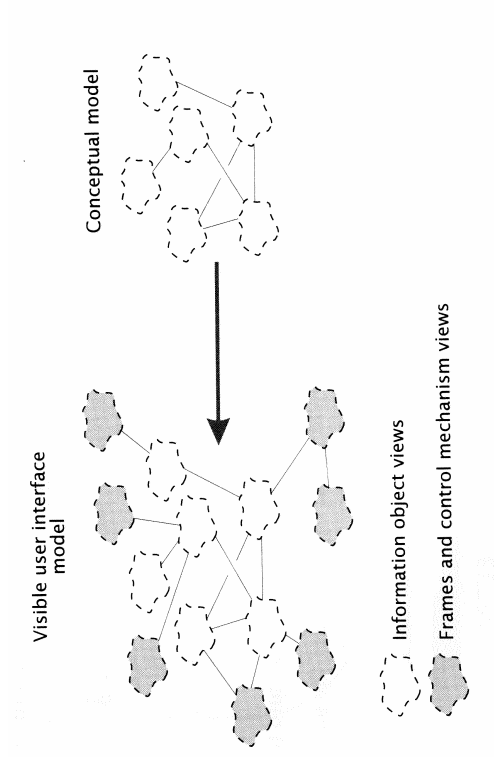 Conceptual model
Visible user interface
model
Information object views
Frames and control mechanism views